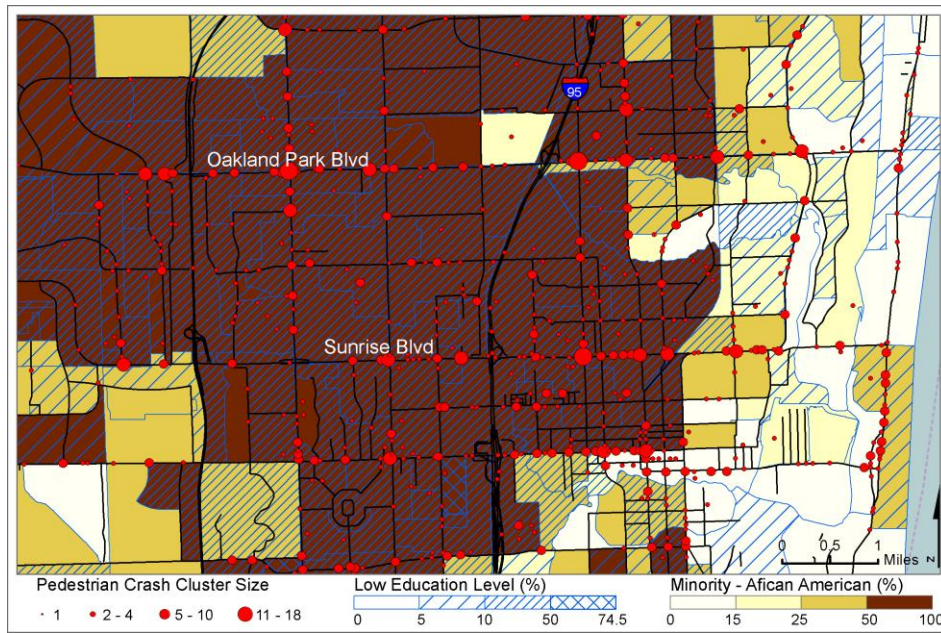 95
Oakland Park Blvd
Sunrise Blvd
0 0.5 1
Miles
z
Pedestrian Crash Cluster Size
1 2 - 4 5 - 10 11 - 18
Low Education Level (%)
0 5 10 50 74.5
Minority - Afican American (%)
0 15 25 50 100